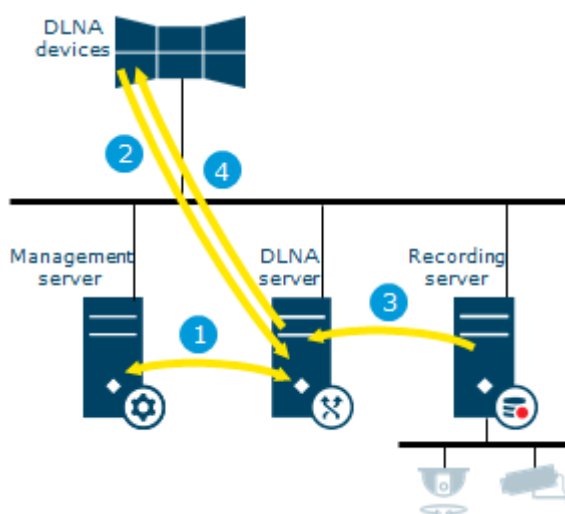 DLNA
devices
2
4
Management
server
DLNA
server
Recording
server
1
3